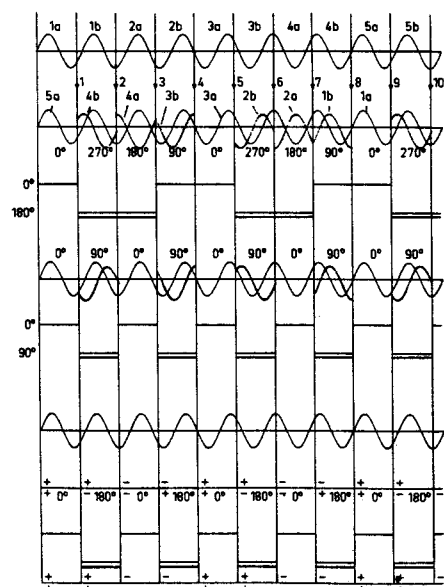 1a 1b 2a 2b 3a 3b 4a 4b 5a 5b
1 2 3 4 5 6 7 8 9 10
5a 4b 4a 3b 3a 2b 2a 1b 1a
0° 270° 180° 90° 0° 270° 180° 90° 0° 270°
0°
180°
0° 90° 0° 90° 0° 90° 0° 90° 0° 90°
0°
90°
+ + - - + + - - + +
+ 0° + 180° - 0° + 180° + 0° + 180° - 0° - 180° + 0° - 180° -
+ + - - + + - - + -